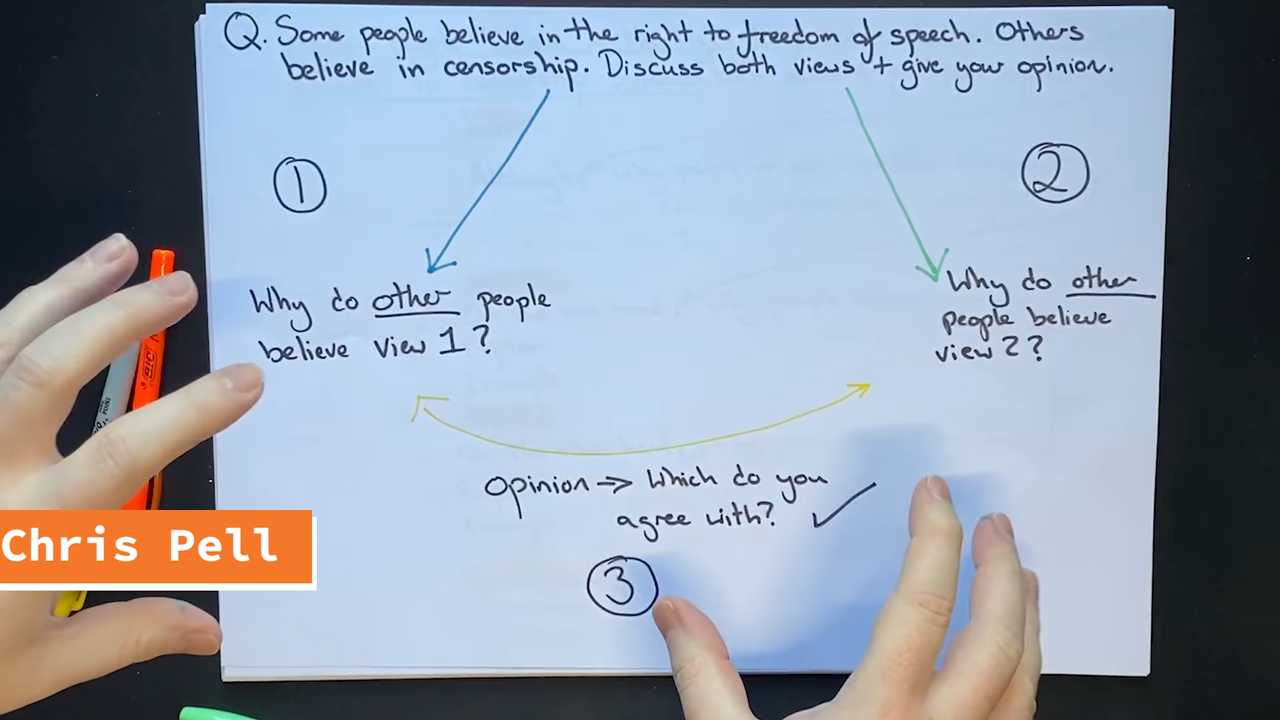 Q. Some people believe in the right to freedom of speech. Others
believe in censorship. Discuss both views + give your opinion.
1
2
Why do other people
believe view 1?
Why do other
people believe
view 2?
Opinion → Which do you
agree with? ✓
3
BIC
Chris Pell